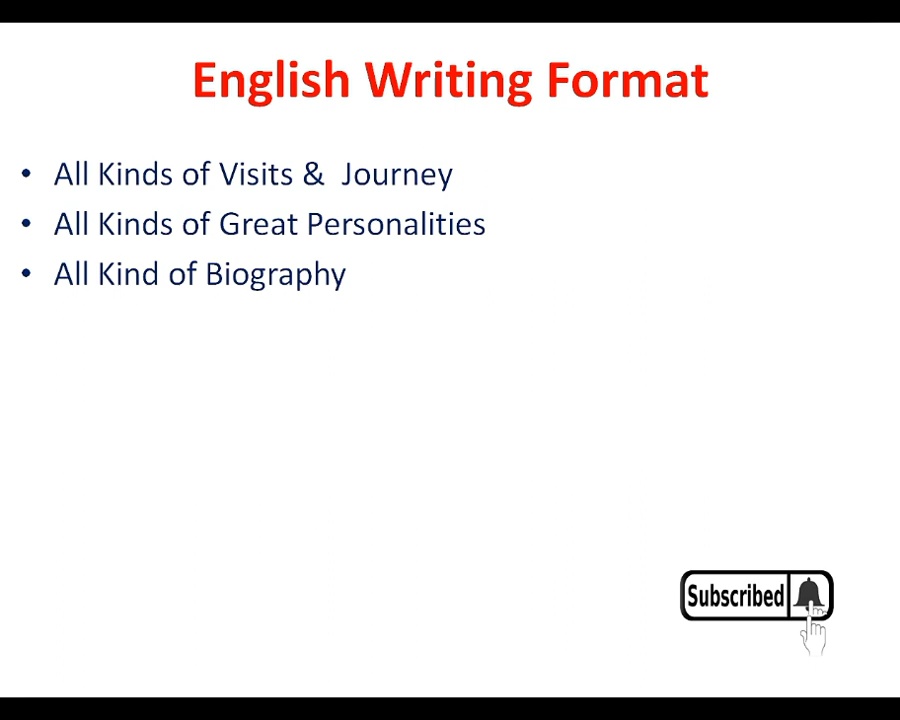 English Writing Format
• All Kinds of Visits & Journey
• All Kinds of Great Personalities
• All Kind of Biography
Subscribed